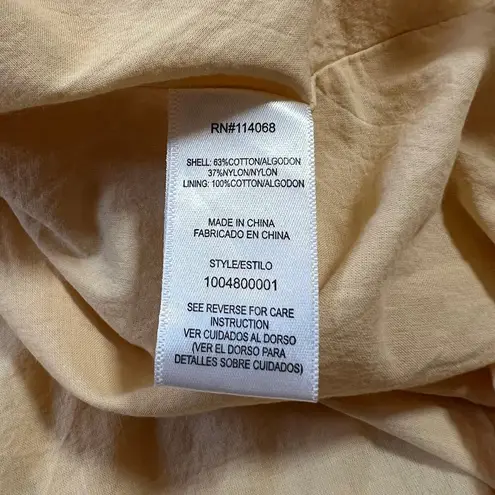 RN#114068
SHELL: 63%COTTON/ALGODON
37%NYLON/NYLON
LINING: 100%COTTON/ALGODON
MADE IN CHINA
FABRICADO EN CHINA
STYLE/ESTILO
1004800001
SEE REVERSE FOR CARE
INSTRUCTION
VER CUIDADOS AL DORSO
(VER EL DORSO PARA
DETALLES SOBRE CUIDADOS)